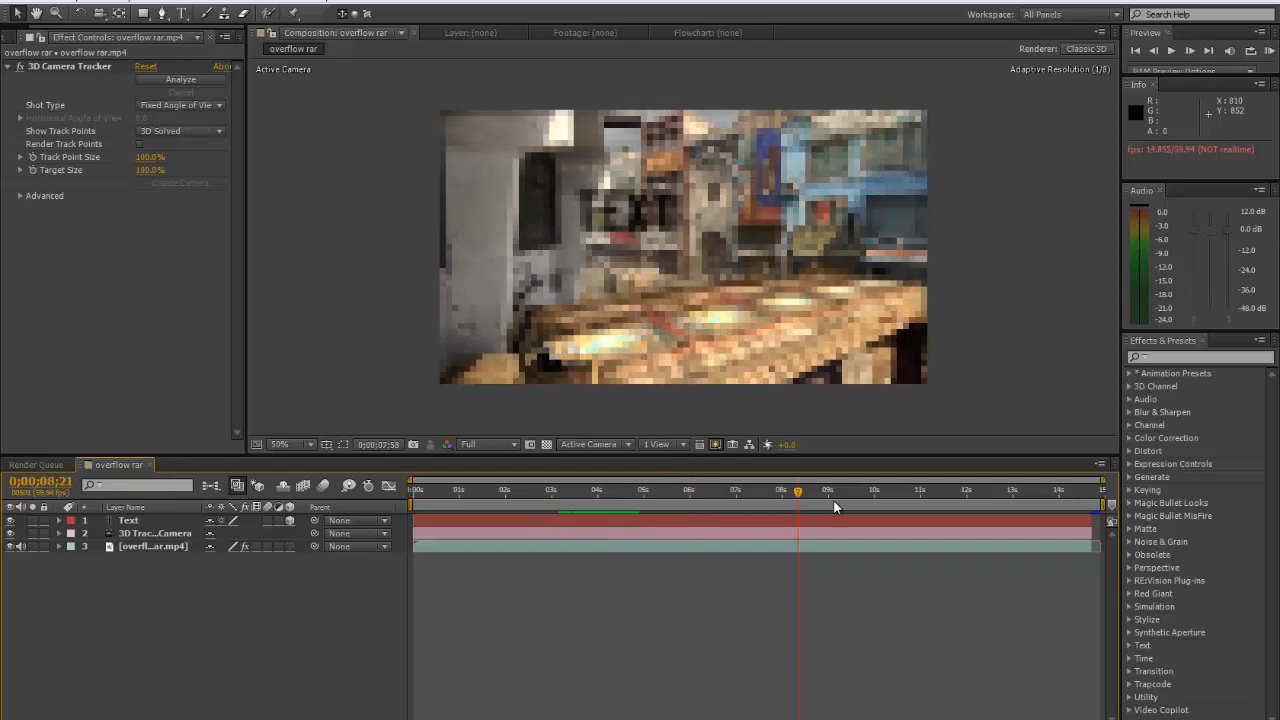 Workspace: All Panels
Search Help
Effect Controls: overflow rar.mp4
overflow rar • overflow rar.mp4
3D Camera Tracker
Reset
Abou
Analyze
Cancel
Shot Type
Fixed Angle of Vie
Horizontal Angle of View
0.0
Show Track Points
3D Solved
Render Track Points
Track Point Size
100.0%
Target Size
100.0%
Create Camera
Advanced
Composition: overflow rar
Layer: (none)
Footage: (none)
Flowchart: (none)
overflow rar
Renderer:
Classic 3D
Active Camera
Adaptive Resolution (1/8)
50%
0;00;07;58
Full
Active Camera
1 View
+0.0
Preview
RAM Preview Options
Info
R :
G :
B :
A : 0
X : 810
Y : 852
fps: 14.855/59.94 (NOT realtime)
Audio
0.0
-3.0
-6.0
-9.0
-12.0
-15.0
-18.0
-21.0
-24.0
12.0 dB
0.0 dB
-12.0
-24.0
-36.0
-48.0 dB
Effects & Presets
* Animation Presets
3D Channel
Audio
Blur & Sharpen
Channel
Color Correction
Distort
Expression Controls
Generate
Keying
Magic Bullet Looks
Magic Bullet MisFire
Matte
Noise & Grain
Obsolete
Perspective
RE:Vision Plug-ins
Red Giant
Simulation
Stylize
Synthetic Aperture
Text
Time
Transition
Trapcode
Utility
Video Copilot
Render Queue
overflow rar
0;00;08;21
00501 (59.94 fps)
#
Layer Name
Parent
1 Text
None
2 3D Trac...Camera
None
3 [overfl...ar.mp4]
None
:00s 01s 02s 03s 04s 05s 06s 07s 08s 09s 10s 11s 12s 13s 14s 15